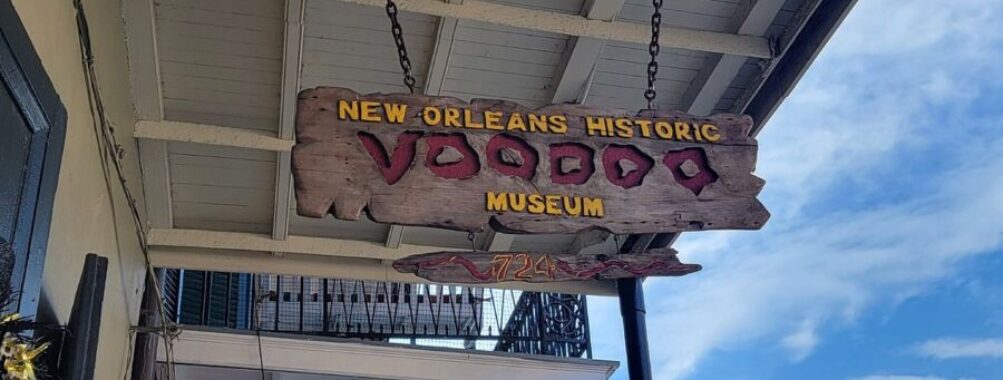 NEW ORLEANS HISTORIC
VOODOO
MUSEUM
724